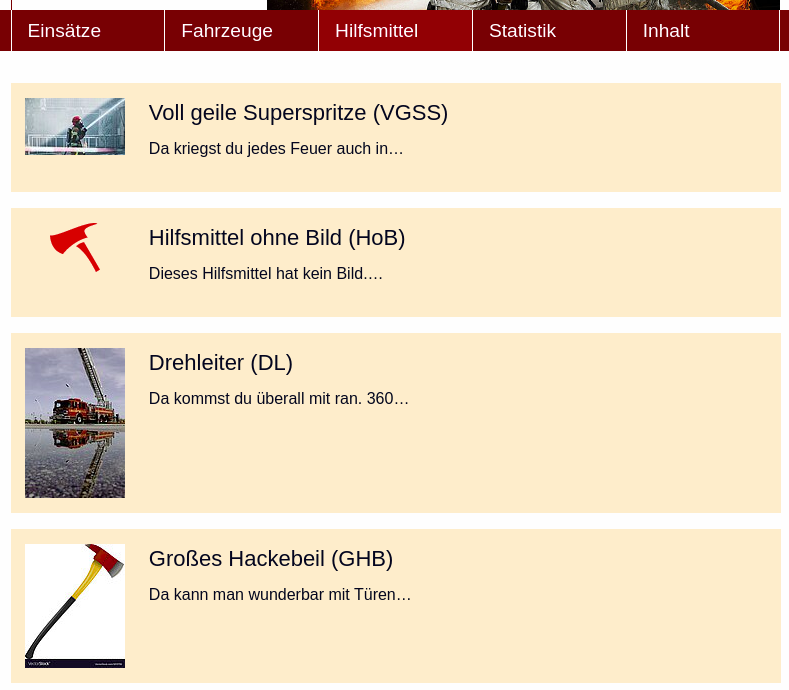 Einsätze
Fahrzeuge
Hilfsmittel
Statistik
Inhalt
Voll geile Superspritze (VGSS)
Da kriegst du jedes Feuer auch in…
Hilfsmittel ohne Bild (HoB)
Dieses Hilfsmittel hat kein Bild.…
Drehleiter (DL)
Da kommst du überall mit ran. 360…
Großes Hackebeil (GHB)
Da kann man wunderbar mit Türen…
VectorStock